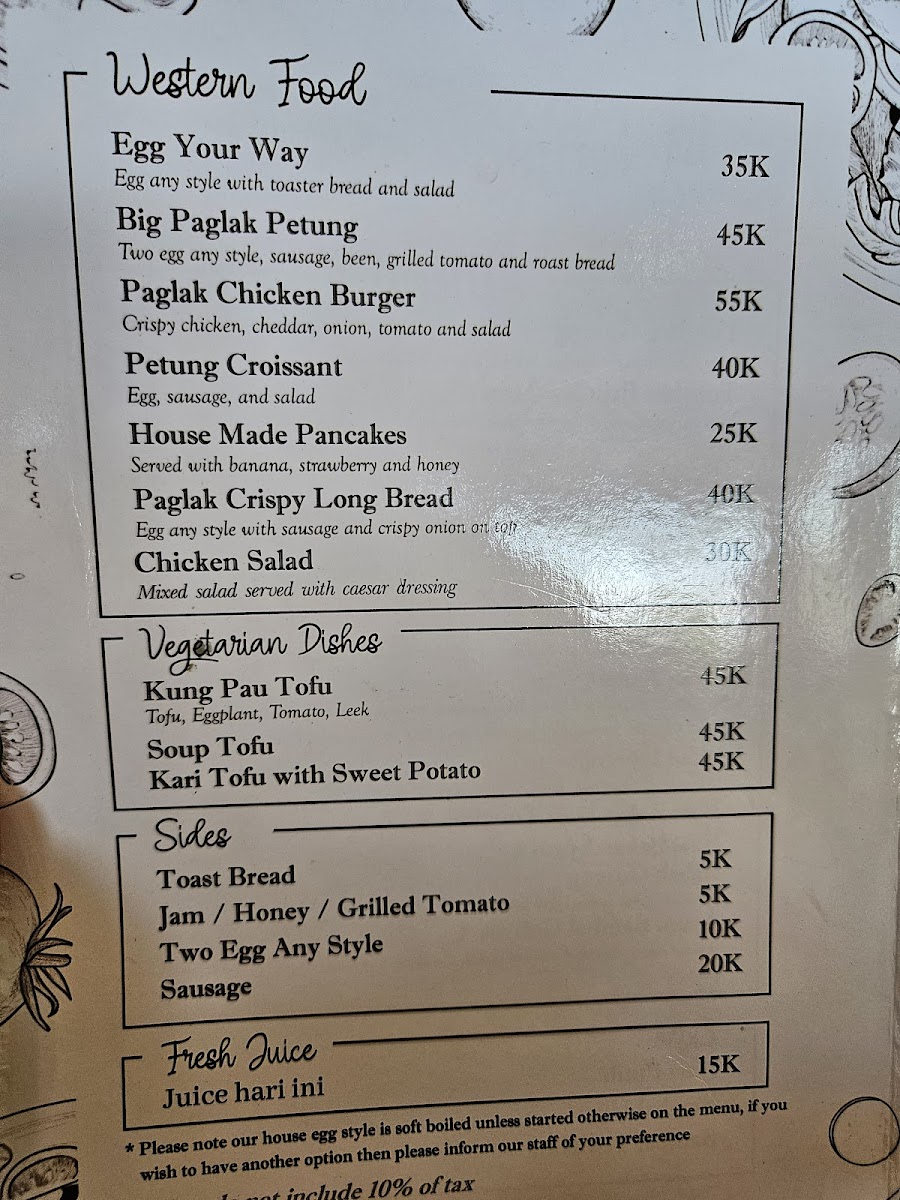 Western Food
Egg Your Way 35K
Egg any style with toaster bread and salad
Big Paglak Petung 45K
Two egg any style, sausage, been, grilled tomato and roast bread
Paglak Chicken Burger 55K
Crispy chicken, cheddar, onion, tomato and salad
Petung Croissant 40K
Egg, sausage, and salad
House Made Pancakes 25K
Served with banana, strawberry and honey
Paglak Crispy Long Bread 40K
Egg any style with sausage and crispy onion on top
Chicken Salad 30K
Mixed salad served with caesar dressing
Vegetarian Dishes
Kung Pau Tofu 45K
Tofu, Eggplant, Tomato, Leek
Soup Tofu 45K
Kari Tofu with Sweet Potato 45K
Sides
Toast Bread 5K
Jam / Honey / Grilled Tomato 5K
Two Egg Any Style 10K
Sausage 20K
Fresh Juice
Juice hari ini 15K
* Please note our house egg style is soft boiled unless started otherwise on the menu, if you
wish to have another option then please inform our staff of your preference
not include 10% of tax